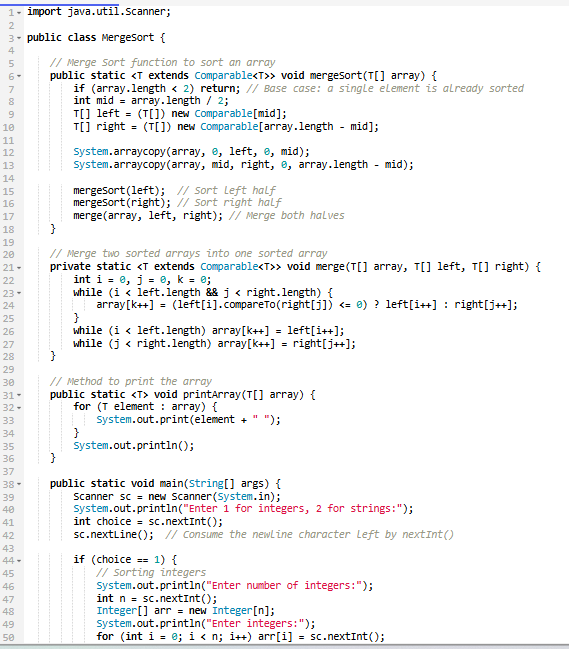 1 import java.util.Scanner;
2
3 public class MergeSort {
4
5 // Merge Sort function to sort an array
6 public static <T extends Comparable<T>> void mergeSort(T[] array) {
7 if (array.length < 2) return; // Base case: a single element is already sorted
8 int mid = array.length / 2;
9 T[] left = (T[]) new Comparable[mid];
10 T[] right = (T[]) new Comparable[array.length - mid];
11
12 System.arraycopy(array, 0, left, 0, mid);
13 System.arraycopy(array, mid, right, 0, array.length - mid);
14
15 mergeSort(left); // Sort left half
16 mergeSort(right); // Sort right half
17 merge(array, left, right); // Merge both halves
18 }
19
20 // Merge two sorted arrays into one sorted array
21 private static <T extends Comparable<T>> void merge(T[] array, T[] left, T[] right) {
22 int i = 0, j = 0, k = 0;
23 while (i < left.length && j < right.length) {
24 array[k++] = (left[i].compareTo(right[j]) <= 0) ? left[i++] : right[j++];
25 }
26 while (i < left.length) array[k++] = left[i++];
27 while (j < right.length) array[k++] = right[j++];
28 }
29
30 // Method to print the array
31 public static <T> void printArray(T[] array) {
32 for (T element : array) {
33 System.out.print(element + " ");
34 }
35 System.out.println();
36 }
37
38 public static void main(String[] args) {
39 Scanner sc = new Scanner(System.in);
40 System.out.println("Enter 1 for integers, 2 for strings:");
41 int choice = sc.nextInt();
42 sc.nextLine(); // Consume the newline character left by nextInt()
43
44 if (choice == 1) {
45 // Sorting integers
46 System.out.println("Enter number of integers:");
47 int n = sc.nextInt();
48 Integer[] arr = new Integer[n];
49 System.out.println("Enter integers:");
50 for (int i = 0; i < n; i++) arr[i] = sc.nextInt();